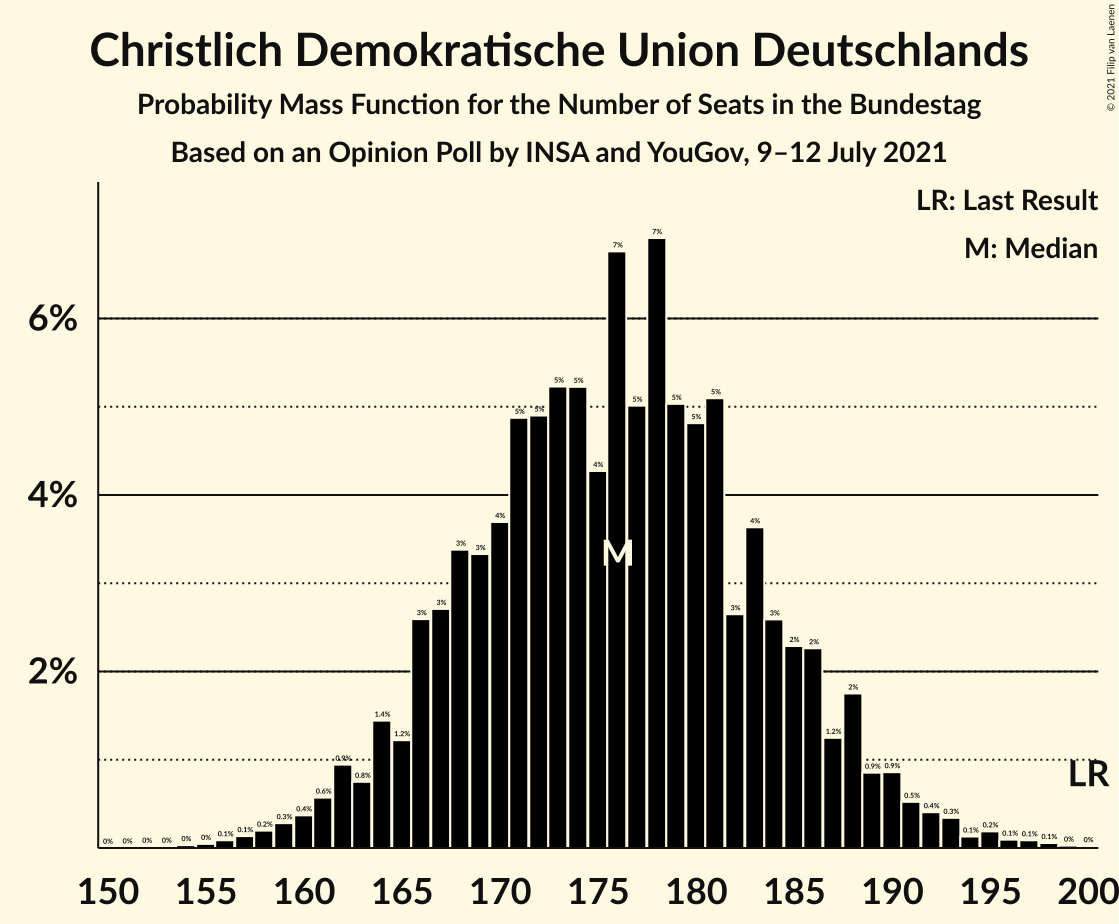 Christlich Demokratische Union Deutschlands
Probability Mass Function for the Number of Seats in the Bundestag
Based on an Opinion Poll by INSA and YouGov, 9–12 July 2021
© 2021 Filip van Laenen
LR: Last Result
M: Median
6%
4%
2%
0% 0% 0% 0% 0% 0% 0.1% 0.1% 0.2% 0.3% 0.4% 0.6% 0.9% 0.8% 1.4% 1.2% 3% 3% 3% 3% 4% 5% 5% 5% 5% 4% 7% 5% 7% 5% 5% 5% 3% 4% 3% 2% 2% 1.2% 2% 0.9% 0.9% 0.5% 0.4% 0.3% 0.1% 0.2% 0.1% 0.1% 0.1% 0% 0%
M
LR
150 155 160 165 170 175 180 185 190 195 200